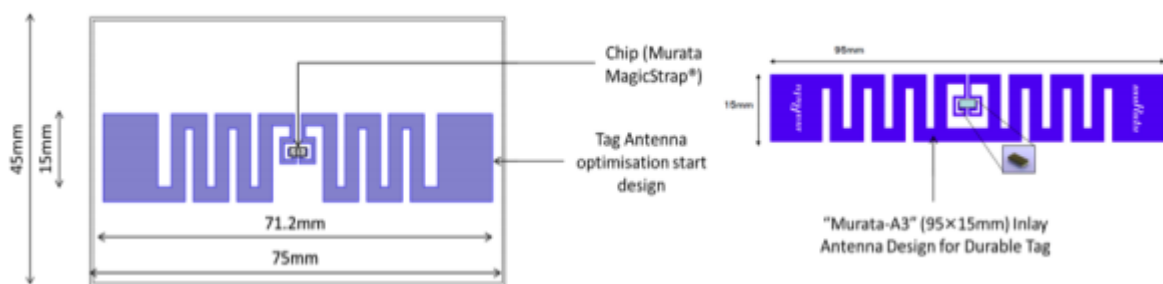 45mm
15mm
71.2mm
75mm
Chip (Murata
MagicStrap®)
Tag Antenna
optimisation start
design
95mm
15mm
"Murata-A3" (95×15mm) Inlay
Antenna Design for Durable Tag